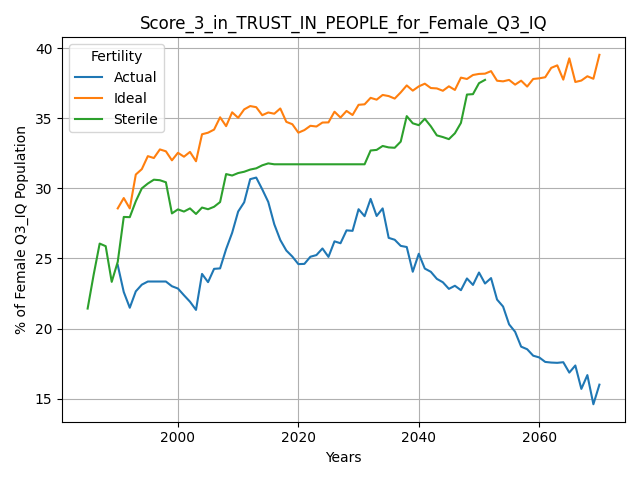 Score_3_in_TRUST_IN_PEOPLE_for_Female_Q3_IQ
Fertility
Actual
Ideal
Sterile
% of Female Q3_IQ Population
40
35
30
25
20
15
2000
2020
2040
2060
Years